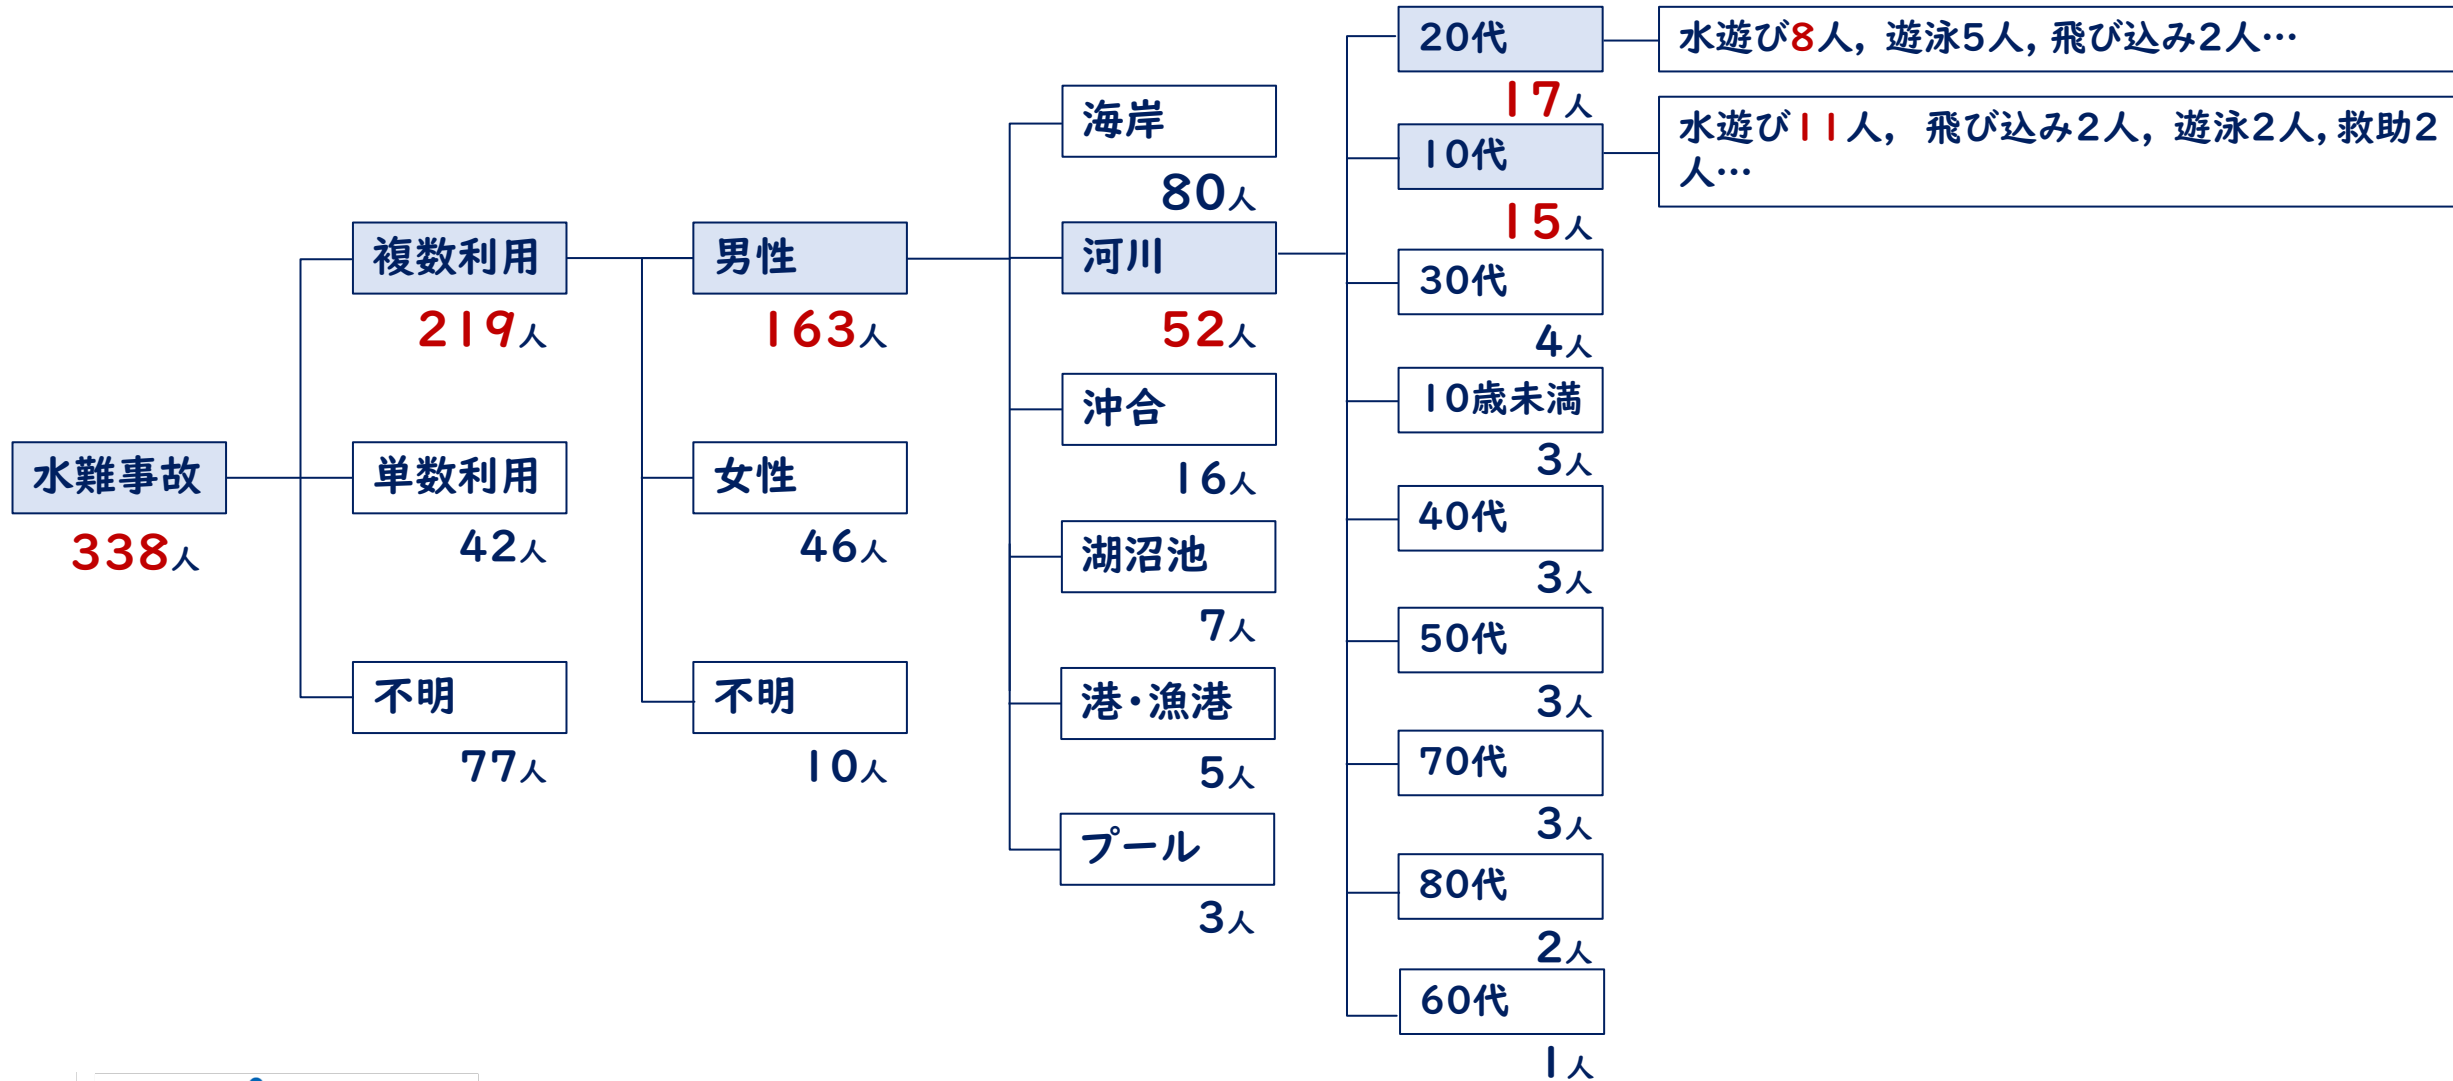 水難事故
338人
複数利用
219人
単数利用
42人
不明
77人
男性
163人
女性
46人
不明
10人
海岸
80人
河川
52人
沖合
16人
湖沼池
7人
港・漁港
5人
プール
3人
20代
17人
10代
15人
30代
4人
10歳未満
3人
40代
3人
50代
3人
70代
3人
80代
2人
60代
1人
水遊び8人, 遊泳5人, 飛び込み2人…
水遊び11人, 飛び込み2人, 遊泳2人, 救助2
人…